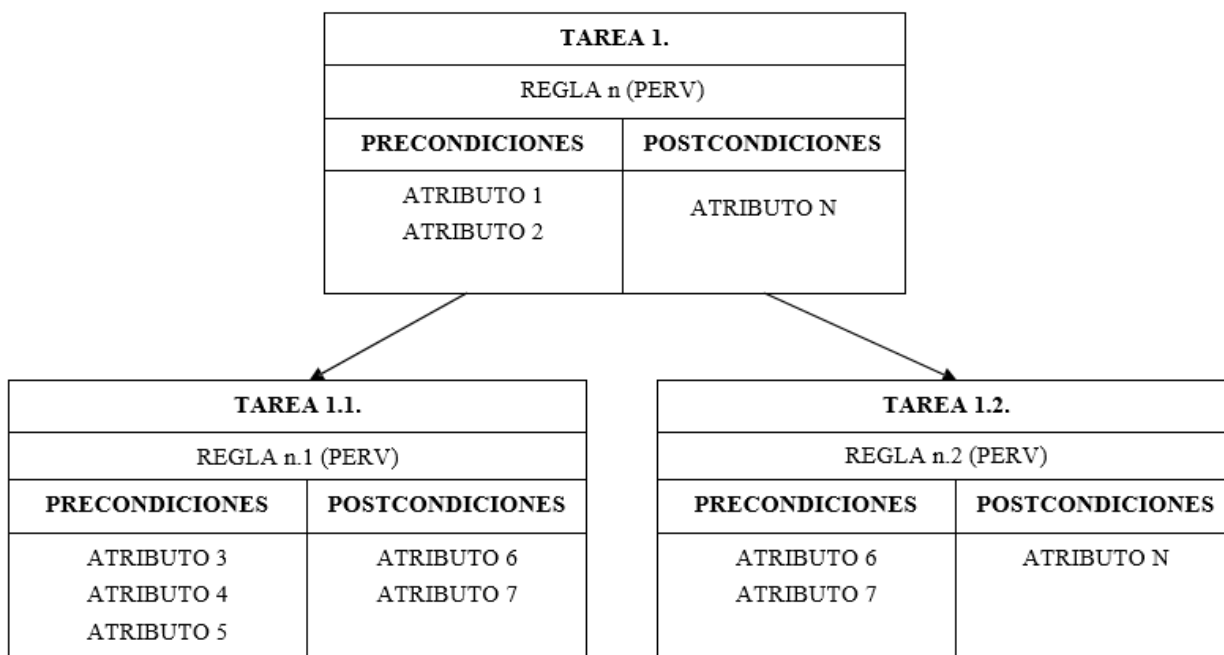 TAREA 1.
REGLA n (PERV)
PRECONDICIONES POSTCONDICIONES
ATRIBUTO 1
ATRIBUTO 2
ATRIBUTO N
TAREA 1.1.
REGLA n.1 (PERV)
PRECONDICIONES POSTCONDICIONES
ATRIBUTO 3 ATRIBUTO 6
ATRIBUTO 4 ATRIBUTO 7
ATRIBUTO 5
TAREA 1.2.
REGLA n.2 (PERV)
PRECONDICIONES POSTCONDICIONES
ATRIBUTO 6 ATRIBUTO N
ATRIBUTO 7